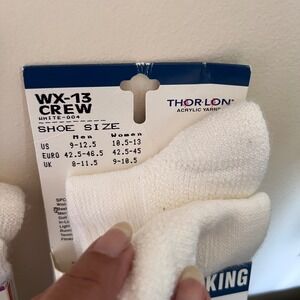 WX-13
CREW
WHITE-004
SHOE SIZE
Men Women
US 9-12.5 10.5-13
EURO 42.5-46.5 42.5-45
UK 8-11.5 9-10.5
THOR·LON
ACRYLIC YARN
KING